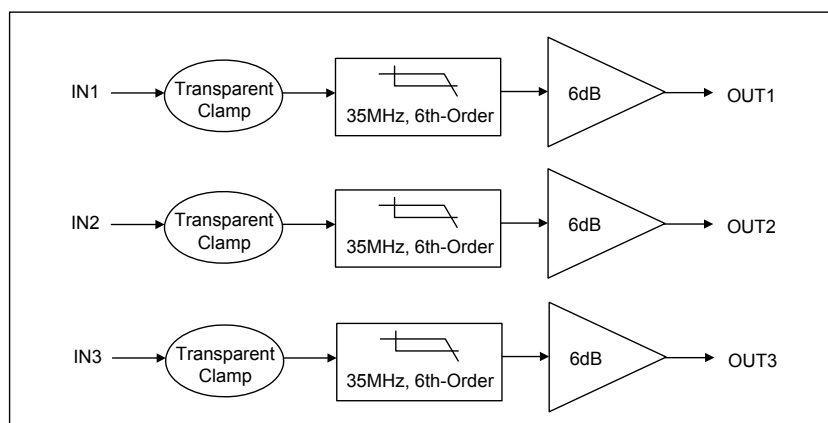 IN1
Transparent
Clamp
35MHz, 6th-Order
6dB
OUT1
IN2
Transparent
Clamp
35MHz, 6th-Order
6dB
OUT2
IN3
Transparent
Clamp
35MHz, 6th-Order
6dB
OUT3